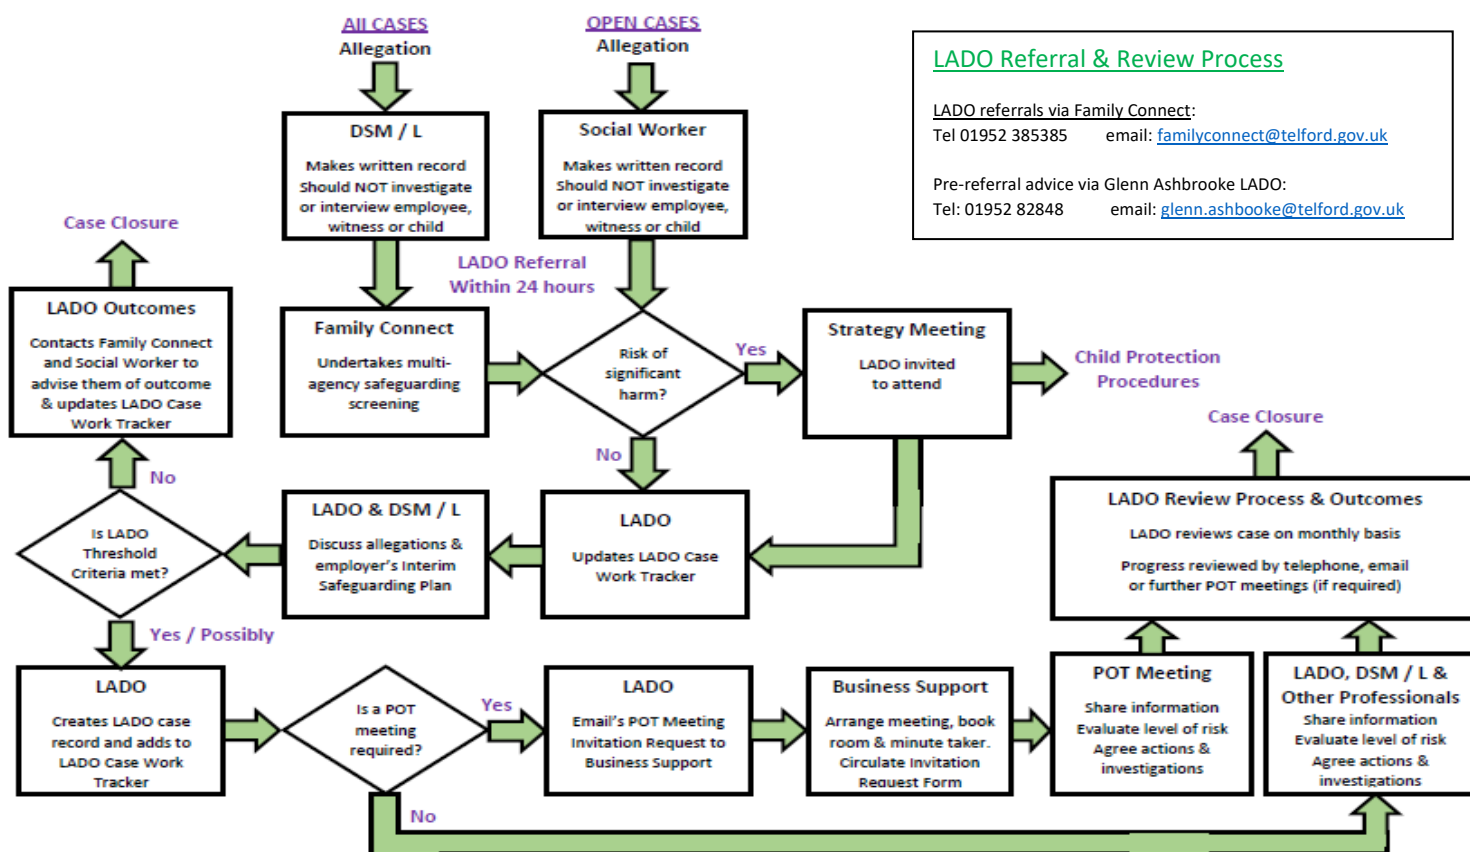 All CASES
Allegation
OPEN CASES
Allegation
LADO Referral & Review Process
LADO referrals via Family Connect:
Tel 01952 385385 email: familyconnect@telford.gov.uk
Pre-referral advice via Glenn Ashbrooke LADO:
Tel: 01952 82848 email: glenn.ashbooke@telford.gov.uk
DSM / L
Makes written record
Should NOT investigate
or interview employee,
witness or child
Social Worker
Makes written record
Should NOT investigate
or interview employee,
witness or child
LADO Referral
Within 24 hours
Family Connect
Undertakes multi-
agency safeguarding
screening
Risk of
significant
harm?
Yes
No
Strategy Meeting
LADO invited
to attend
Child Protection
Procedures
LADO
Updates LADO Case
Work Tracker
LADO & DSM / L
Discuss allegations &
employer's Interim
Safeguarding Plan
Is LADO
Threshold
Criteria met?
No
LADO Outcomes
Contacts Family Connect
and Social Worker to
advise them of outcome
& updates LADO Case
Work Tracker
Case Closure
Yes / Possibly
LADO
Creates LADO case
record and adds to
LADO Case Work
Tracker
Is a POT
meeting
required?
Yes
No
LADO
Email's POT Meeting
Invitation Request to
Business Support
Business Support
Arrange meeting, book
room & minute taker.
Circulate Invitation
Request Form
POT Meeting
Share information
Evaluate level of risk
Agree actions &
investigations
LADO, DSM / L &
Other Professionals
Share information
Evaluate level of risk
Agree actions &
investigations
LADO Review Process & Outcomes
LADO reviews case on monthly basis
Progress reviewed by telephone, email
or further POT meetings (if required)
Case Closure